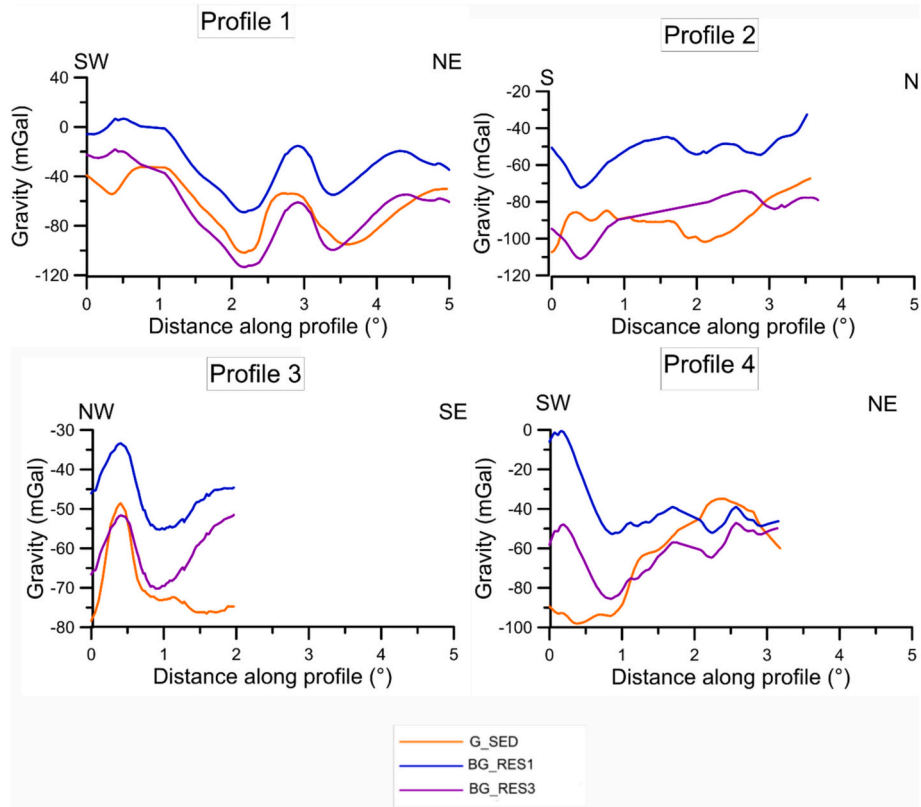 Profile 1
SW NE
Gravity (mGal)
40
0
-40
-80
-120
0 1 2 3 4 5
Distance along profile (°)
Profile 2
S N
Gravity (mGal)
-20
-40
-60
-80
-100
-120
0 1 2 3 4 5
Discance along profile (°)
Profile 3
NW SE
Gravity (mGal)
-30
-40
-50
-60
-70
-80
0 1 2 3 4 5
Distance along profile (°)
Profile 4
SW NE
Gravity (mGal)
0
-20
-40
-60
-80
-100
0 1 2 3 4 5
Distance along profile (°)
G_SED
BG_RES1
BG_RES3